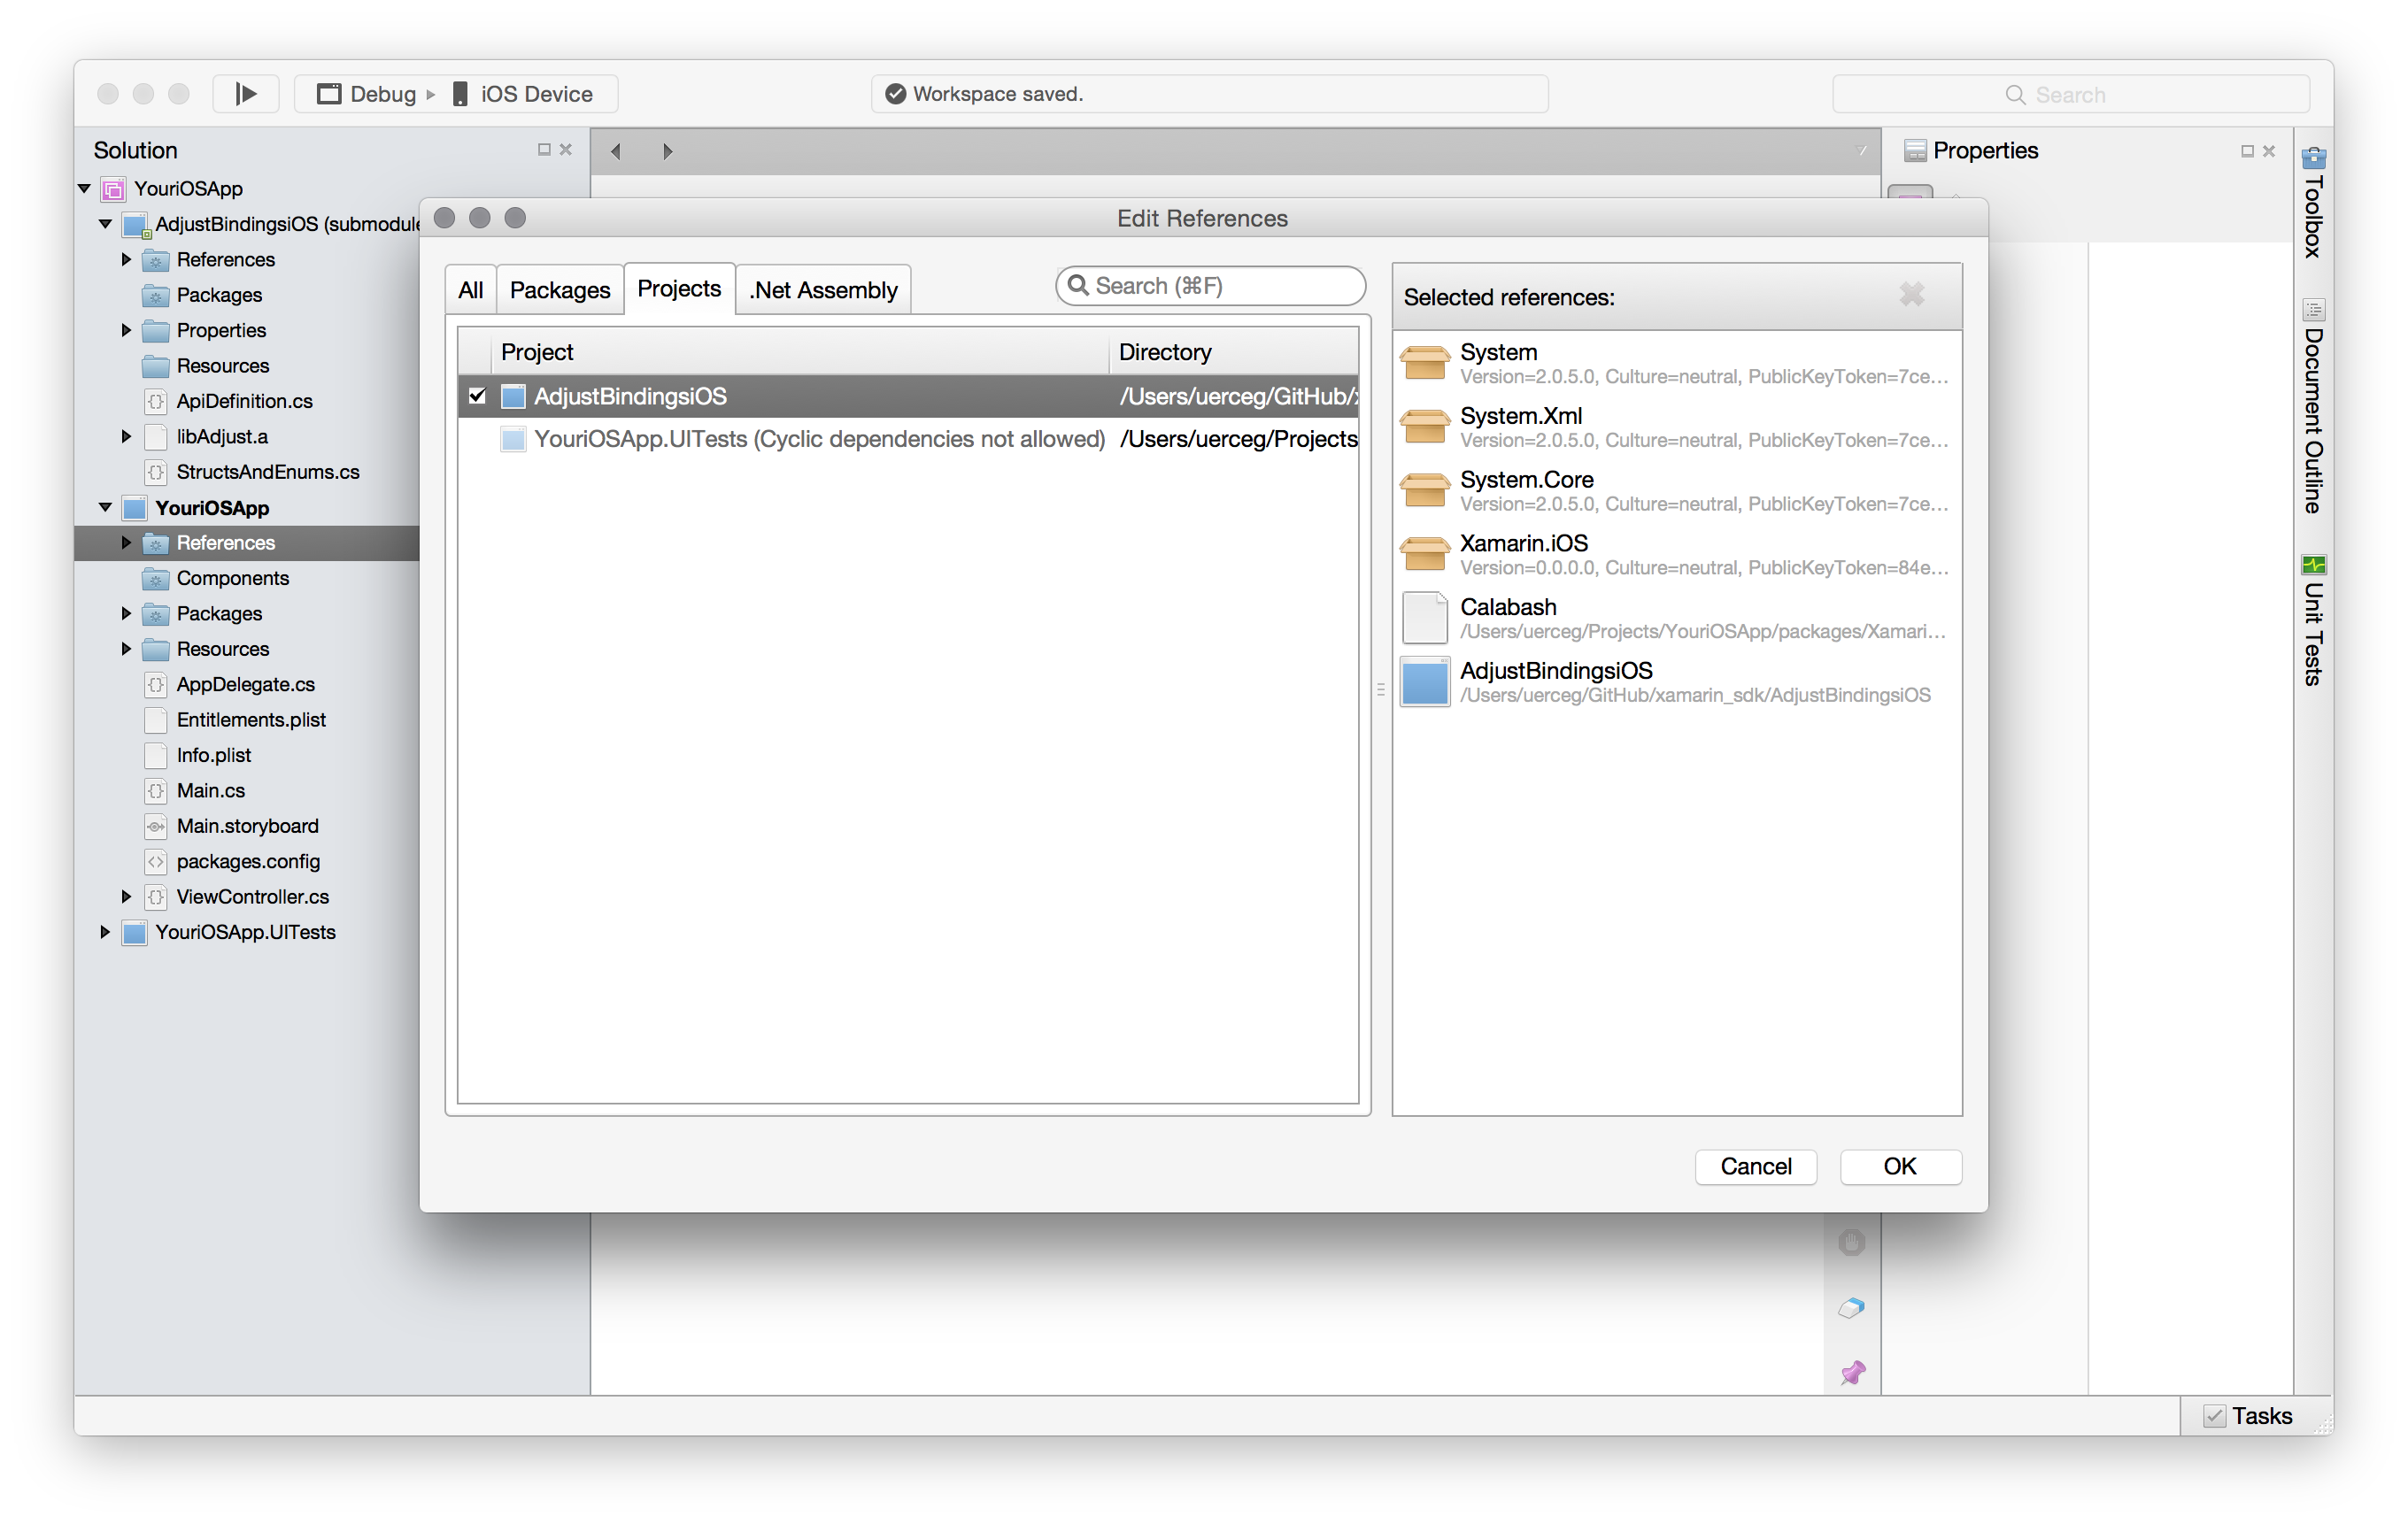 Debug
iOS Device
Workspace saved.
Search
Solution
YouriOSApp
AdjustBindingsiOS (submodule
References
Packages
Properties
Resources
ApiDefinition.cs
libAdjust.a
StructsAndEnums.cs
YouriOSApp
References
Components
Packages
Resources
AppDelegate.cs
Entitlements.plist
Info.plist
Main.cs
Main.storyboard
packages.config
ViewController.cs
YouriOSApp.UITests
Edit References
All
Packages
Projects
.Net Assembly
Search (⌘F)
Project
Directory
AdjustBindingsiOS
/Users/uerceg/GitHub/
YouriOSApp.UITests (Cyclic dependencies not allowed)
/Users/uerceg/Projects
Selected references:
System
Version=2.0.5.0, Culture=neutral, PublicKeyToken=7ce...
System.Xml
Version=2.0.5.0, Culture=neutral, PublicKeyToken=7ce...
System.Core
Version=2.0.5.0, Culture=neutral, PublicKeyToken=7ce...
Xamarin.iOS
Version=0.0.0.0, Culture=neutral, PublicKeyToken=84e...
Calabash
/Users/uerceg/Projects/YouriOSApp/packages/Xamari...
AdjustBindingsiOS
/Users/uerceg/GitHub/xamarin_sdk/AdjustBindingsiOS
Cancel
OK
Properties
Toolbox
Document Outline
Unit Tests
Tasks